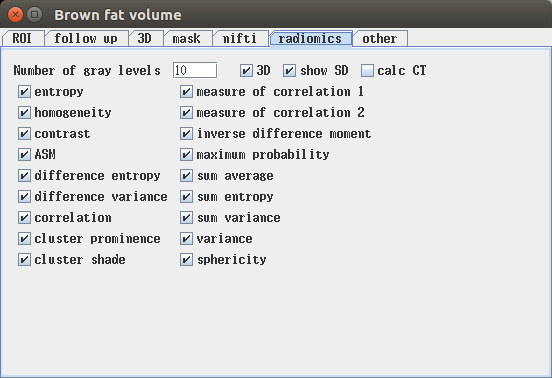 Brown fat volume
ROI follow up 3D mask nifti radiomics other
Number of gray levels 10 3D show SD calc CT
entropy measure of correlation 1
homogeneity measure of correlation 2
contrast inverse difference moment
ASM maximum probability
difference entropy sum average
difference variance sum entropy
correlation sum variance
cluster prominence variance
cluster shade sphericity